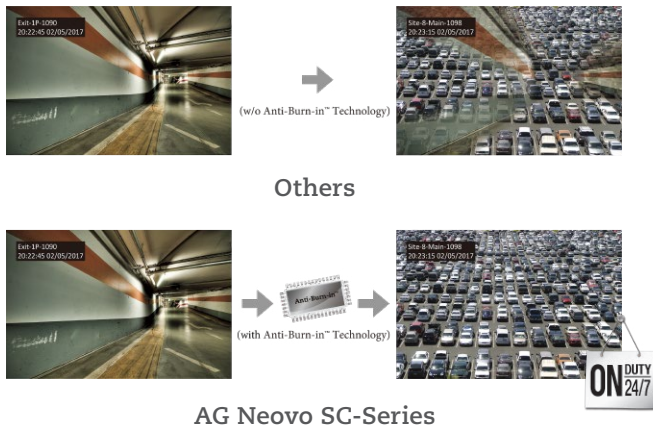 Exit-1P-1090
20:22:45 02/05/2017
Site-8-Main-1098
20:23:15 02/05/2017
(w/o Anti-Burn-in™ Technology)
Others
Exit-1P-1090
20:22:45 02/05/2017
Anti-Burn-in™
Site-8-Main-1098
20:23:15 02/05/2017
(with Anti-Burn-in™ Technology)
ON DUTY 24/7
AG Neovo SC-Series